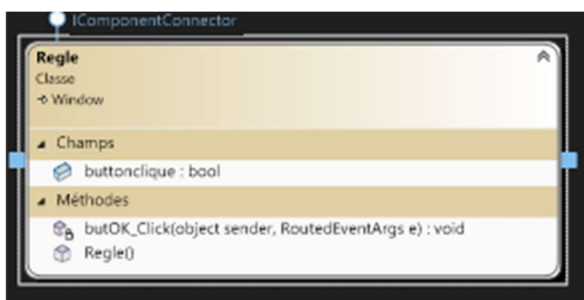 IComponentConnector
Regle
Classe
Window
Champs
buttonclique : bool
Méthodes
butOK_Click(object sender, RoutedEventArgs e) : void
Regle()